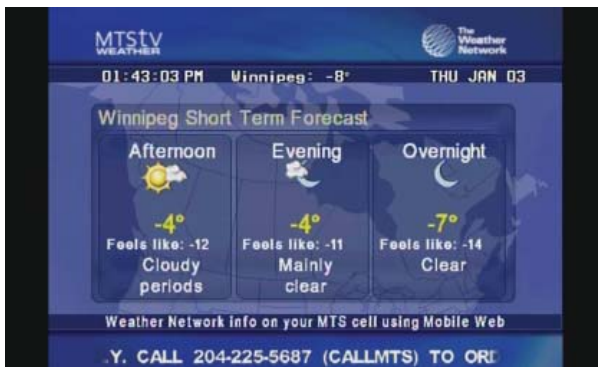 MTStv
WEATHER
The
Weather
Network
01:43:03 PM Winnipeg: -8° THU JAN 03
Winnipeg Short Term Forecast
Afternoon Evening Overnight
-4° -4° -7°
Feels like: -12 Feels like: -11 Feels like: -14
Cloudy Mainly Clear
periods clear
Weather Network info on your MTS cell using Mobile Web
.Y. CALL 204-225-5687 (CALLMTS) TO ORD